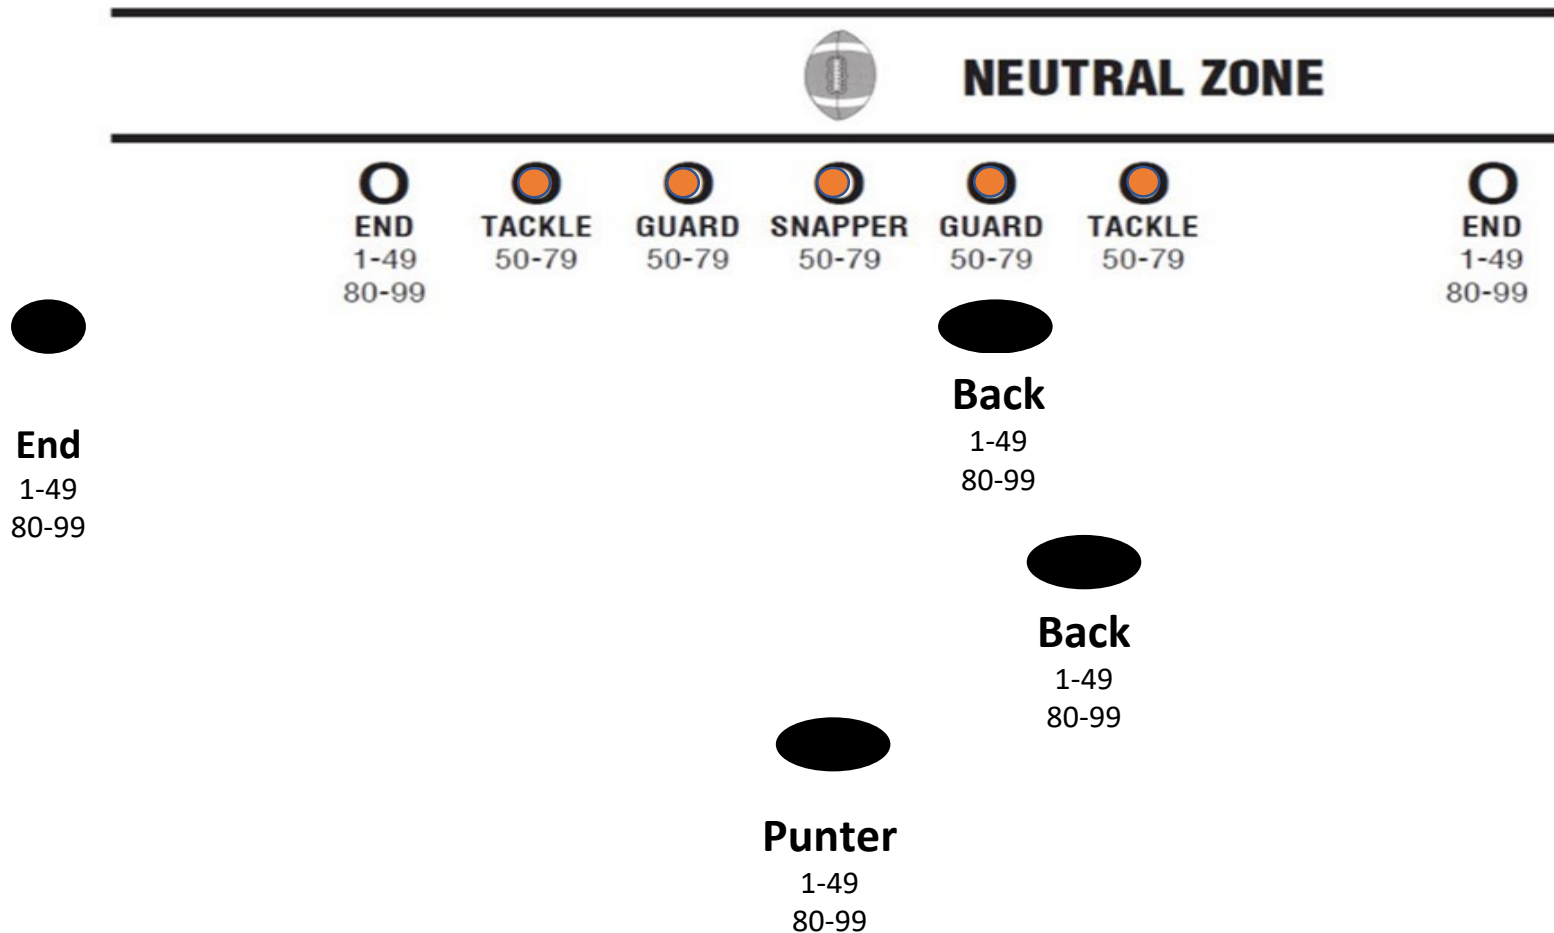 NEUTRAL ZONE
END TACKLE GUARD SNAPPER GUARD TACKLE END
1-49 50-79 50-79 50-79 50-79 50-79 1-49
80-99 80-99
End
1-49
80-99
Back
1-49
80-99
Back
1-49
80-99
Punter
1-49
80-99